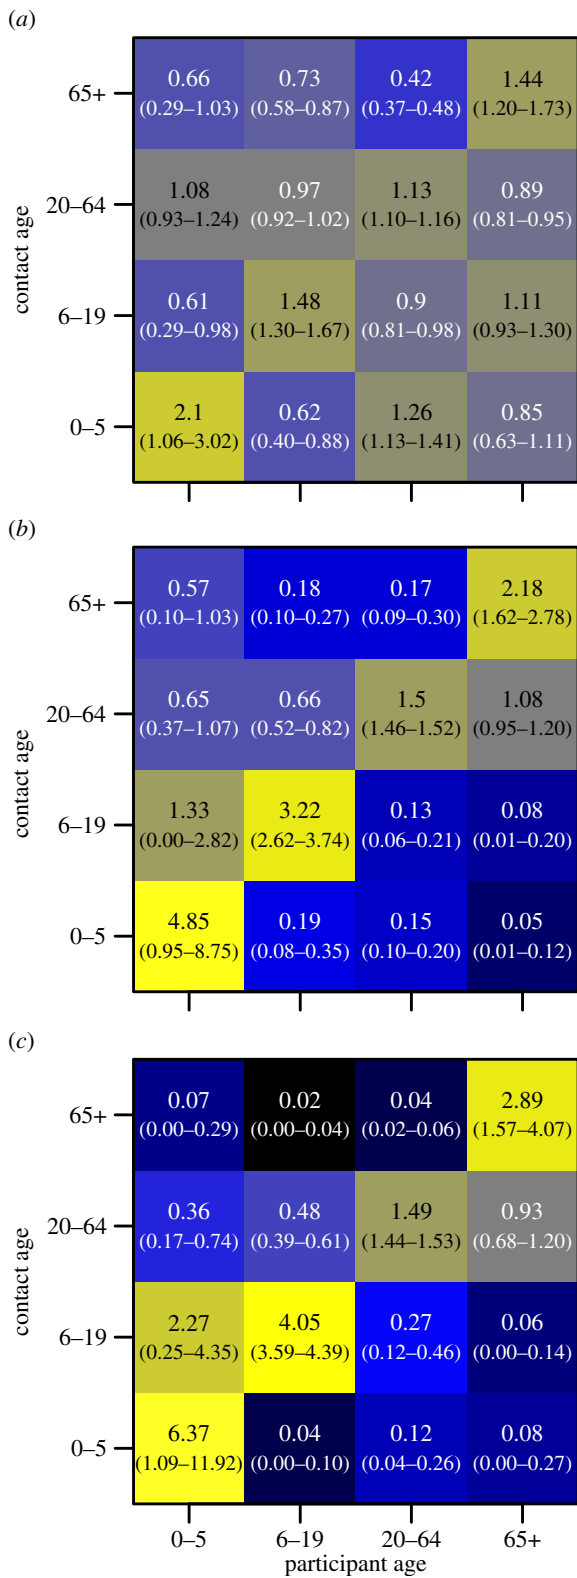 (a)
65+
0.66 0.73 0.42 1.44
(0.29–1.03) (0.58–0.87) (0.37–0.48) (1.20–1.73)
20–64
1.08 0.97 1.13 0.89
(0.93–1.24) (0.92–1.02) (1.10–1.16) (0.81–0.95)
contact age
6–19
0.61 1.48 0.9 1.11
(0.29–0.98) (1.30–1.67) (0.81–0.98) (0.93–1.30)
0–5
2.1 0.62 1.26 0.85
(1.06–3.02) (0.40–0.88) (1.13–1.41) (0.63–1.11)
(b)
65+
0.57 0.18 0.17 2.18
(0.10–1.03) (0.10–0.27) (0.09–0.30) (1.62–2.78)
20–64
0.65 0.66 1.5 1.08
(0.37–1.07) (0.52–0.82) (1.46–1.52) (0.95–1.20)
contact age
6–19
1.33 3.22 0.13 0.08
(0.00–2.82) (2.62–3.74) (0.06–0.21) (0.01–0.20)
0–5
4.85 0.19 0.15 0.05
(0.95–8.75) (0.08–0.35) (0.10–0.20) (0.01–0.12)
(c)
65+
0.07 0.02 0.04 2.89
(0.00–0.29) (0.00–0.04) (0.02–0.06) (1.57–4.07)
20–64
0.36 0.48 1.49 0.93
(0.17–0.74) (0.39–0.61) (1.44–1.53) (0.68–1.20)
contact age
6–19
2.27 4.05 0.27 0.06
(0.25–4.35) (3.59–4.39) (0.12–0.46) (0.00–0.14)
0–5
6.37 0.04 0.12 0.08
(1.09–11.92) (0.00–0.10) (0.04–0.26) (0.00–0.27)
0–5 6–19 20–64 65+
participant age